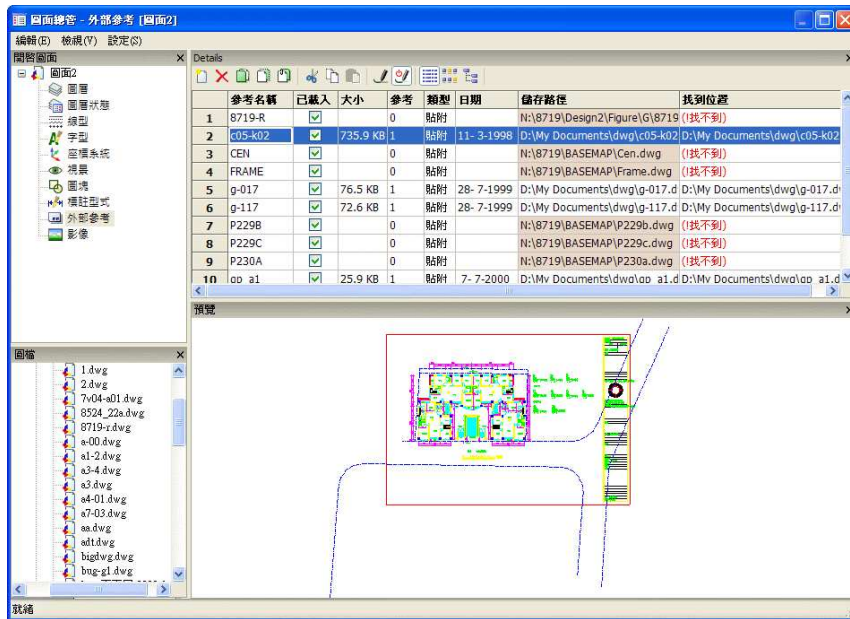 圖面總管 - 外部參考 [圖面2]
編輯(E) 檢視(V) 設定(S)
開啓圖面
圖面2
圖層
圖層狀態
線型
字型
座標系統
視景
圖塊
標註型式
外部參考
影像
圖檔
1.dwg
2.dwg
7v04-a01.dwg
8524_22a.dwg
8719-r.dwg
a-00.dwg
a1-2.dwg
a3-4.dwg
a3.dwg
a4-01.dwg
a7-03.dwg
aa.dwg
adt.dwg
bigdwg.dwg
bug-g1.dwg
Details
參考名稱 已載入 大小 參考 類型 日期 儲存路徑 找到位置
1 8719-R 0 貼附 N:\8719\Design2\Figure\G\8719 (!找不到)
2 c05-k02 735.9 KB 1 貼附 11- 3-1998 D:\My Documents\dwg\c05-k02 D:\My Documents\dwg\c05-k02
3 CEN 0 貼附 N:\8719\BASEMAP\Cen.dwg (!找不到)
4 FRAME 0 貼附 N:\8719\BASEMAP\Frame.dwg (!找不到)
5 g-017 76.5 KB 1 貼附 28- 7-1999 D:\My Documents\dwg\g-017.d D:\My Documents\dwg\g-017.d
6 g-117 72.6 KB 1 貼附 28- 7-1999 D:\My Documents\dwg\g-117.d D:\My Documents\dwg\g-117.d
7 P229B 0 貼附 N:\8719\BASEMAP\P229b.dwg (!找不到)
8 P229C 0 貼附 N:\8719\BASEMAP\P229c.dwg (!找不到)
9 P230A 0 貼附 N:\8719\BASEMAP\P230a.dwg (!找不到)
10 gp_a1 25.9 KB 1 貼附 7- 7-2000 D:\My Documents\dwg\gp_a1.d D:\My Documents\dwg\gp_a1.d
預覽
就緒